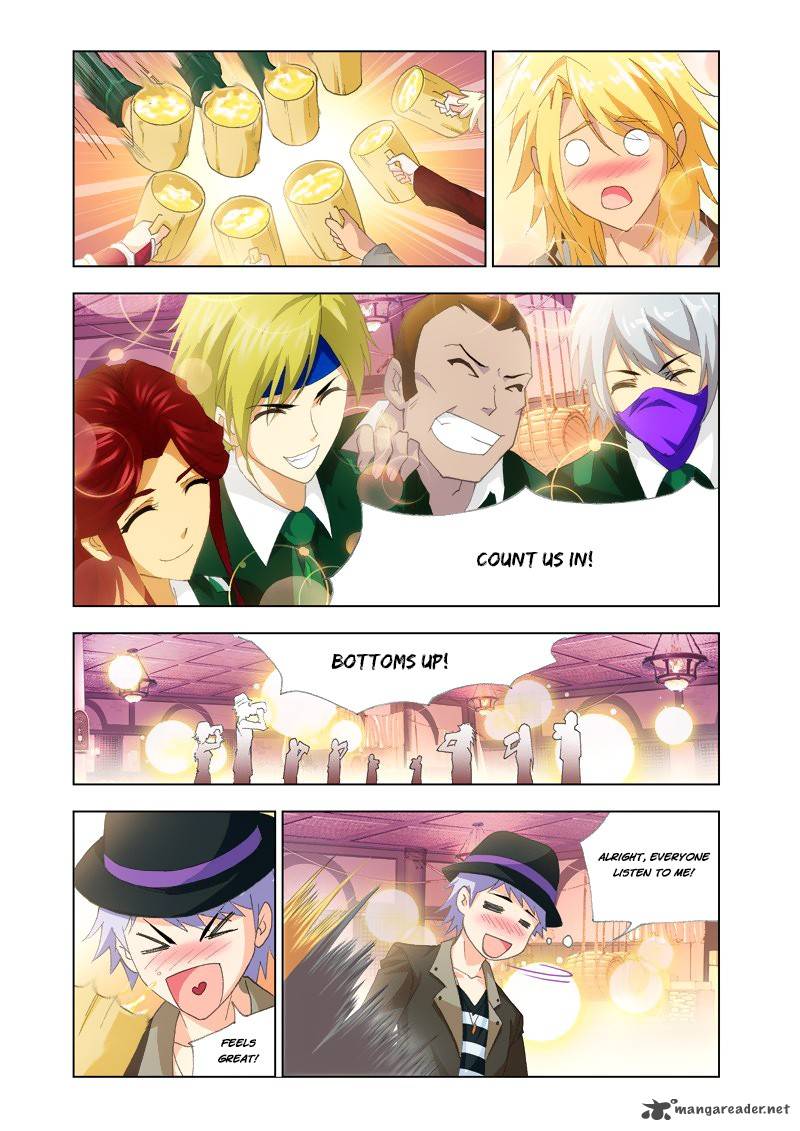 COUNT US IN!
BOTTOMS UP!
FEELS
GREAT!
ALRIGHT, EVERYONE
LISTEN TO ME!
mangareader.net